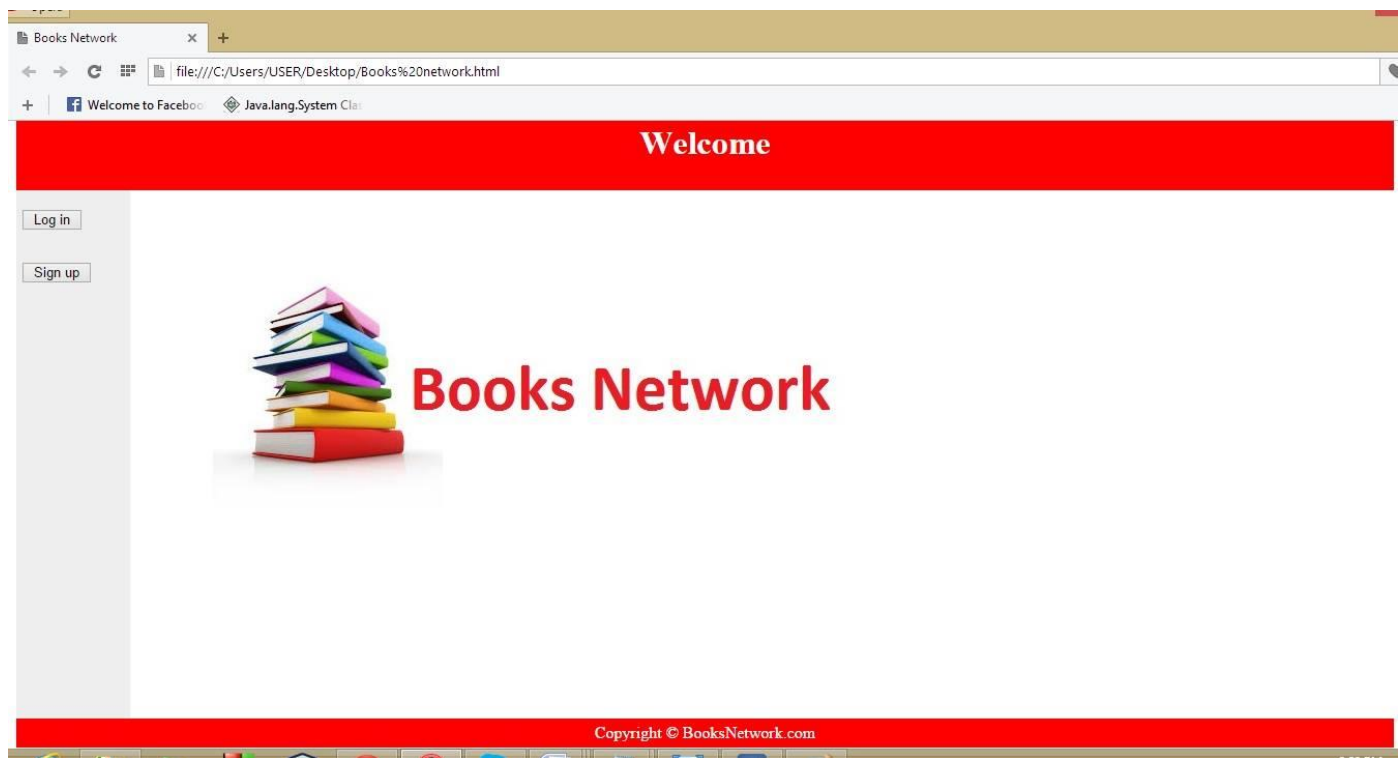 Books Network
file:///C:/Users/USER/Desktop/Books%20network.html
Welcome to Faceboo
Java.lang.System Cla
Welcome
Log in
Sign up
Books Network
Copyright © BooksNetwork.com